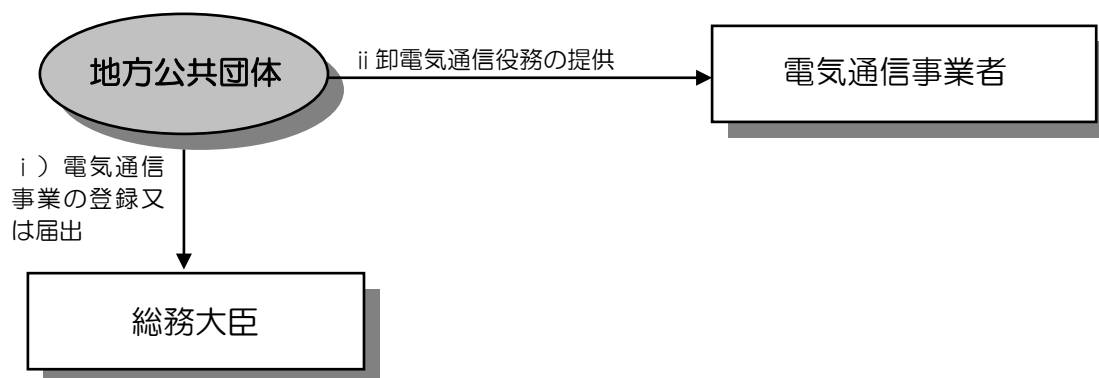 地方公共団体
ⅱ卸電気通信役務の提供
電気通信事業者
ⅰ）電気通信
事業の登録又
は届出
総務大臣